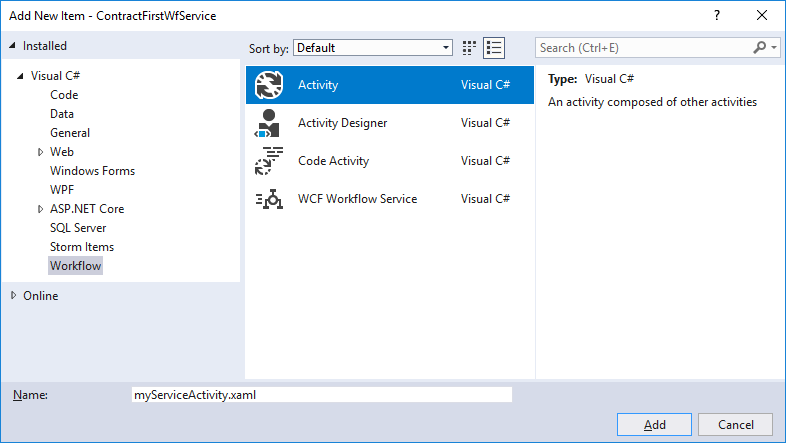 Add New Item - ContractFirstWfService
?
Installed
Visual C#
Code
Data
General
Web
Windows Forms
WPF
ASP.NET Core
SQL Server
Storm Items
Workflow
Online
Sort by: Default
Activity Visual C#
Activity Designer Visual C#
Code Activity Visual C#
WCF Workflow Service Visual C#
Search (Ctrl+E)
Type: Visual C#
An activity composed of other activities
Name: myServiceActivity.xaml
Add Cancel